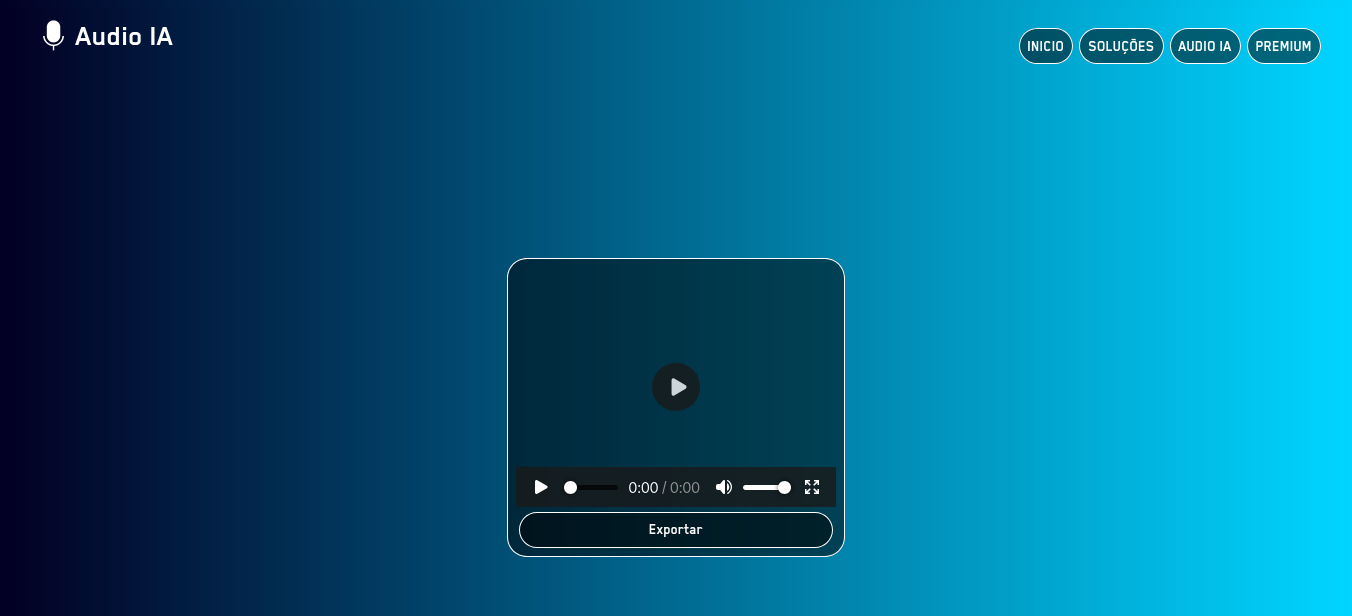 Audio IA
INICIO
SOLUÇÕES
AUDIO IA
PREMIUM
0:00 / 0:00
Exportar